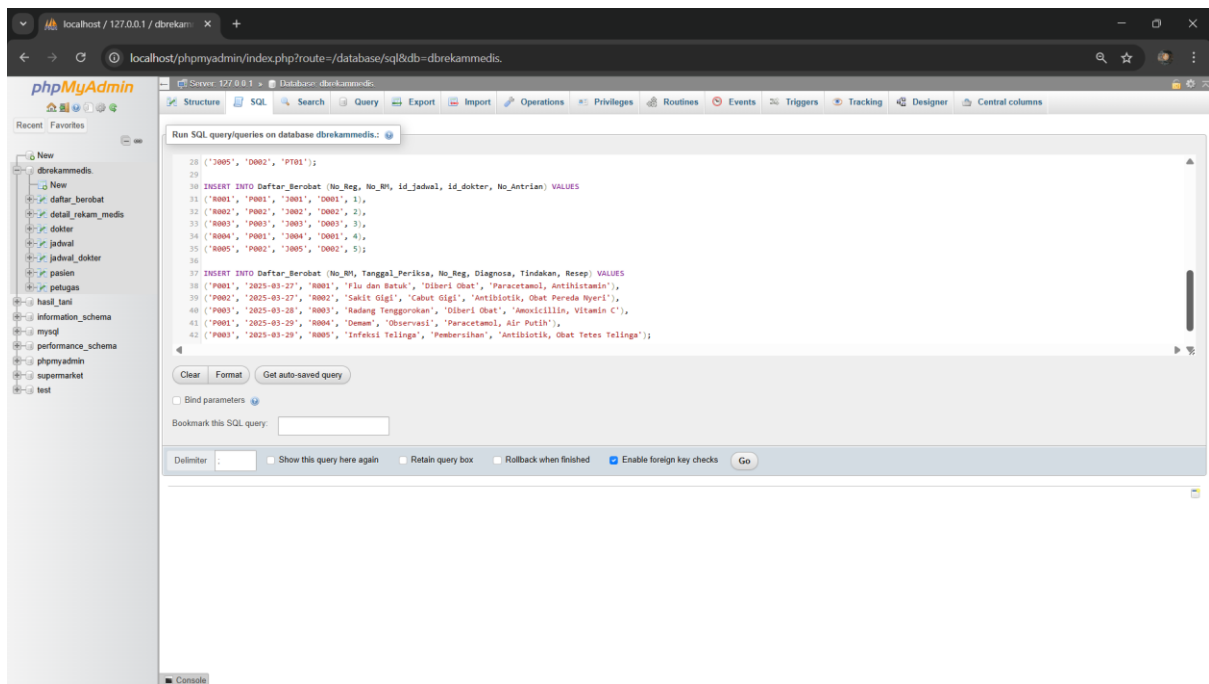 localhost / 127.0.0.1 / dbrekam
localhost/phpmyadmin/index.php?route=/database/sql&db=dbrekammedis.
phpMyAdmin
Recent Favorites
New
dbrekammedis.
New
daftar_berobat
detail_rekam_medis
dokter
jadwal
jadwal_dokter
pasien
petugas
hasil_tani
information_schema
mysql
performance_schema
phpmyadmin
supermarket
test
Server: 127.0.0.1 » Database: dbrekammedis.
Structure SQL Search Query Export Import Operations Privileges Routines Events Triggers Tracking Designer Central columns
Run SQL query/queries on database dbrekammedis.:
28 ('J005', 'D002', 'PT01');
29
30 INSERT INTO Daftar_Berobat (No_Reg, No_RM, id_jadwal, id_dokter, No_Antrian) VALUES
31 ('R001', 'P001', 'J001', 'D001', 1),
32 ('R002', 'P002', 'J002', 'D002', 2),
33 ('R003', 'P003', 'J003', 'D003', 3),
34 ('R004', 'P001', 'J004', 'D001', 4),
35 ('R005', 'P002', 'J005', 'D002', 5);
36
37 INSERT INTO Daftar_Berobat (No_RM, Tanggal_Periksa, No_Reg, Diagnosa, Tindakan, Resep) VALUES
38 ('P001', '2025-03-27', 'R001', 'Flu dan Batuk', 'Diberi Obat', 'Paracetamol, Antihistamin'),
39 ('P002', '2025-03-27', 'R002', 'Sakit Gigi', 'Cabut Gigi', 'Antibiotik, Obat Pereda Nyeri'),
40 ('P003', '2025-03-28', 'R003', 'Radang Tenggorokan', 'Diberi Obat', 'Amoxicillin, Vitamin C'),
41 ('P001', '2025-03-29', 'R004', 'Demam', 'Observasi', 'Paracetamol, Air Putih'),
42 ('P003', '2025-03-29', 'R005', 'Infeksi Telinga', 'Pembersihan', 'Antibiotik, Obat Tetes Telinga');
Clear Format Get auto-saved query
Bind parameters
Bookmark this SQL query:
Delimiter ; Show this query here again Retain query box Rollback when finished Enable foreign key checks Go
Console